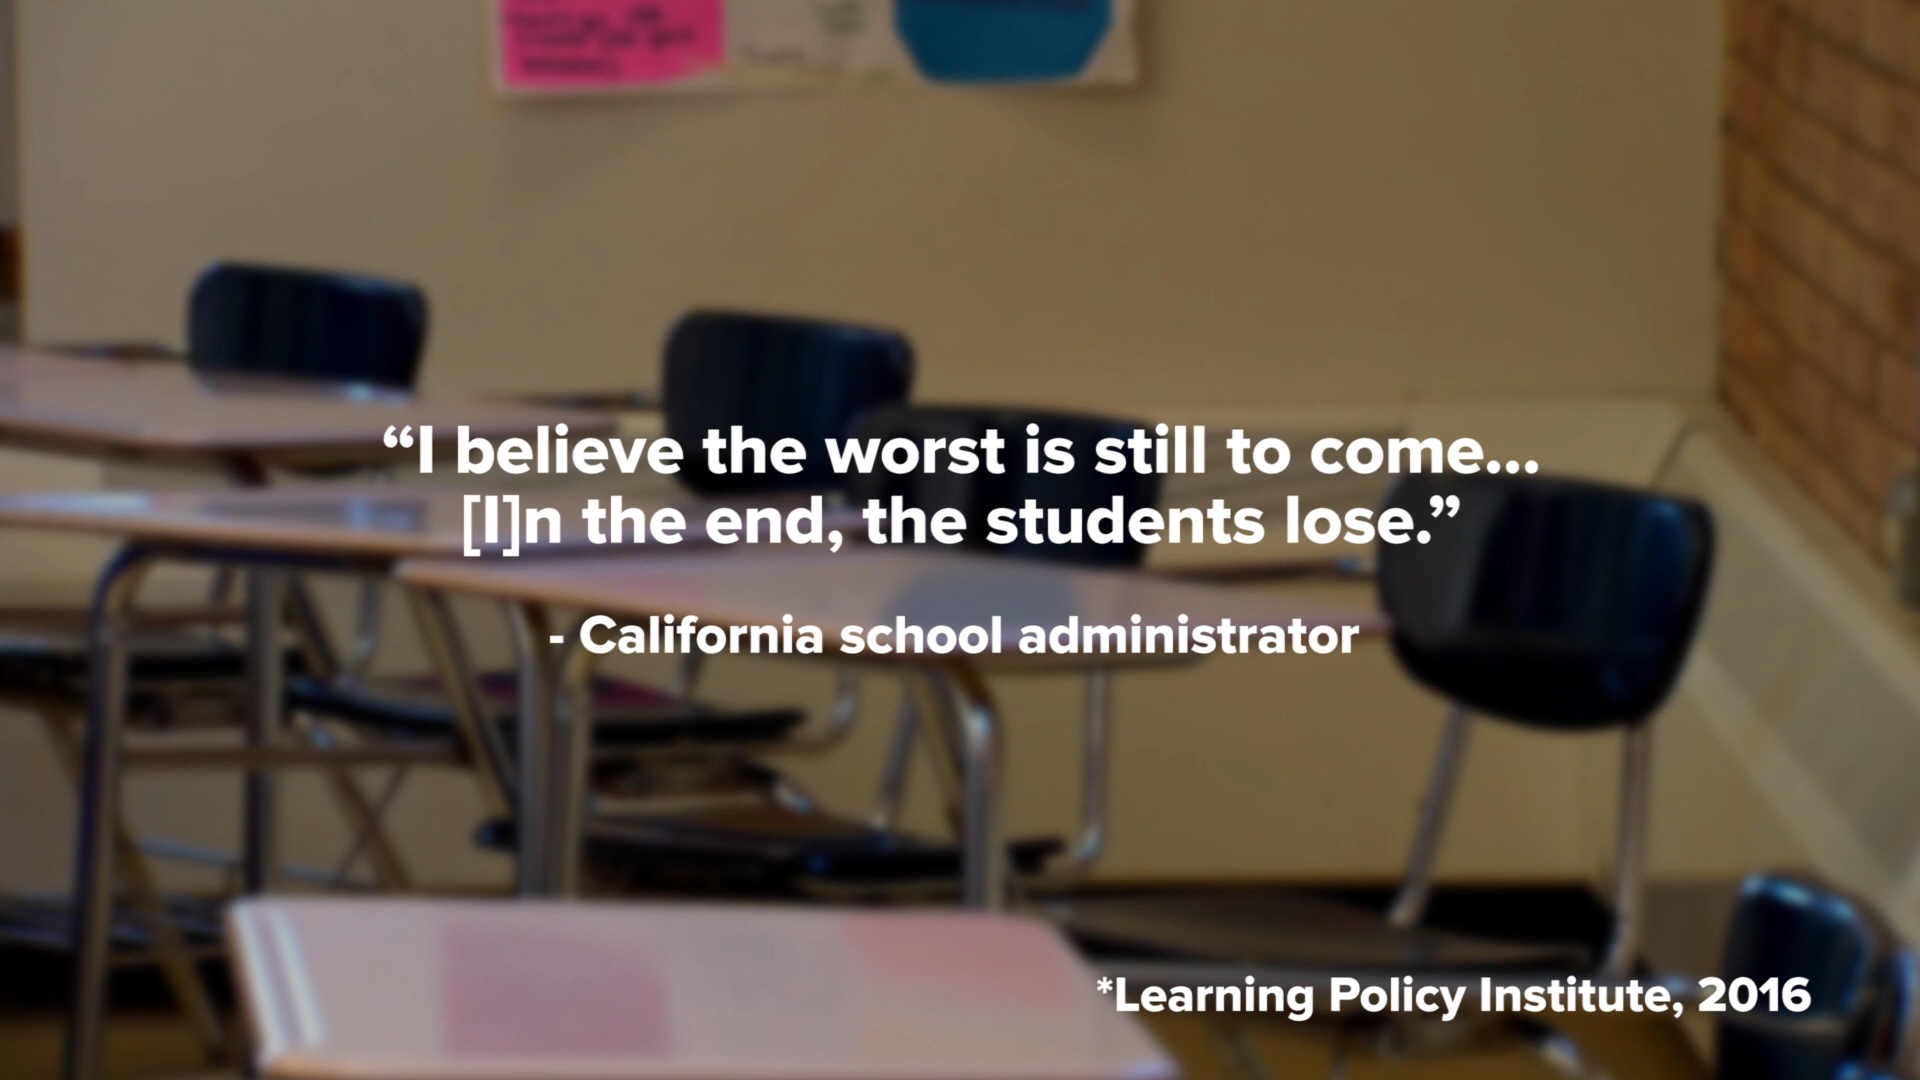 “I believe the worst is still to come...
[I]n the end, the students lose.”
- California school administrator
*Learning Policy Institute, 2016